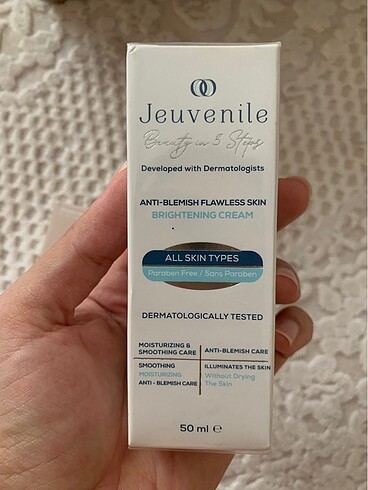 Jeuvenile
Beauty in 5 Steps
Developed with Dermatologists
ANTI-BLEMISH FLAWLESS SKIN
BRIGHTENING CREAM
ALL SKIN TYPES
Paraben Free / Sans Paraben
DERMATOLOGICALLY TESTED
MOISTURIZING &
SMOOTHING CARE
ANTI-BLEMISH CARE
SMOOTHING
MOISTURIZING
ANTI - BLEMISH CARE
ILLUMINATES THE SKIN
Without Drying
The Skin
50 ml ℮